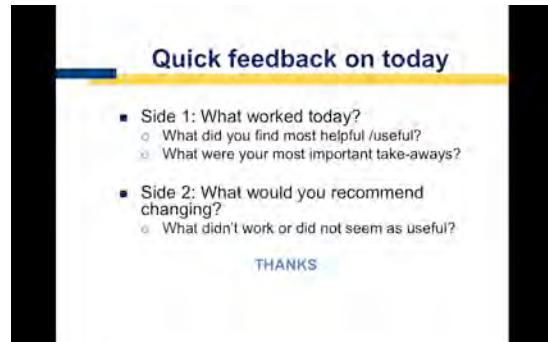 Quick feedback on today
Side 1: What worked today?
What did you find most helpful /useful?
What were your most important take-aways?
Side 2: What would you recommend
changing?
What didn't work or did not seem as useful?
THANKS